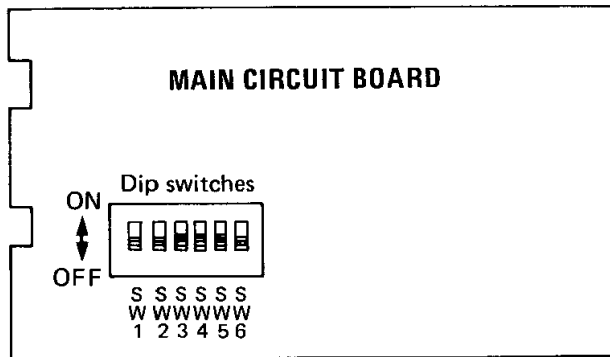 MAIN CIRCUIT BOARD
Dip switches
ON
OFF
S S S S S S
W W W W W W
1 2 3 4 5 6